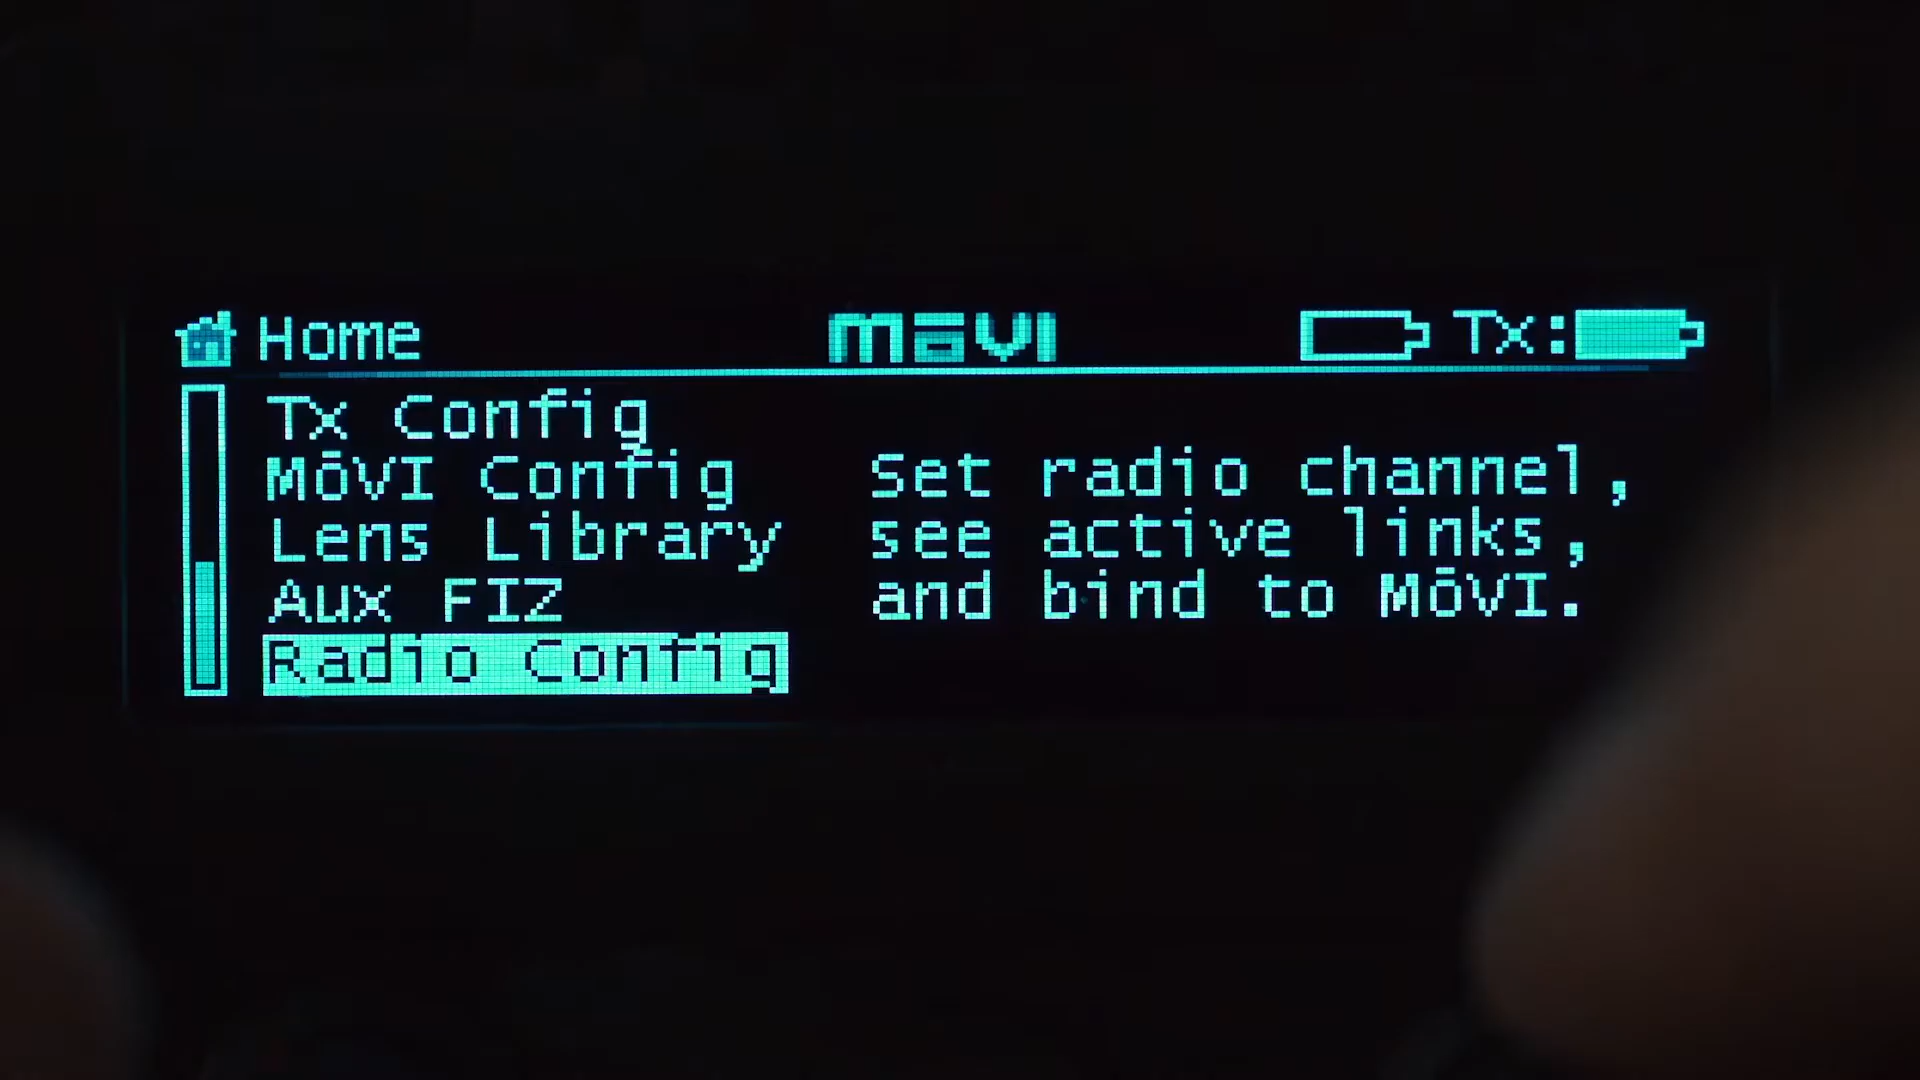 Home
mōvi
Tx:
Tx Config
MōVI Config
Lens Library
Aux FIZ
Radio Config
Set radio channel,
see active links,
and bind to MōVI.